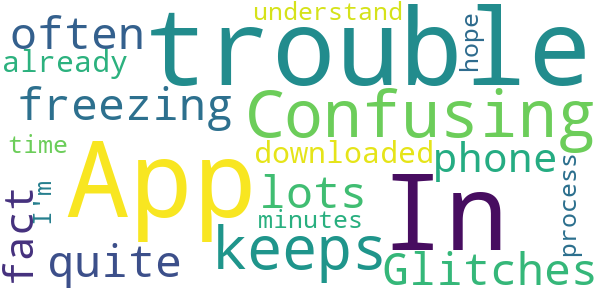 understand
often
trouble
hope
already
freezing
Confusing
time
App
In
downloaded
phone
I'm
lots
process
fact
minutes
quite
keeps
Glitches